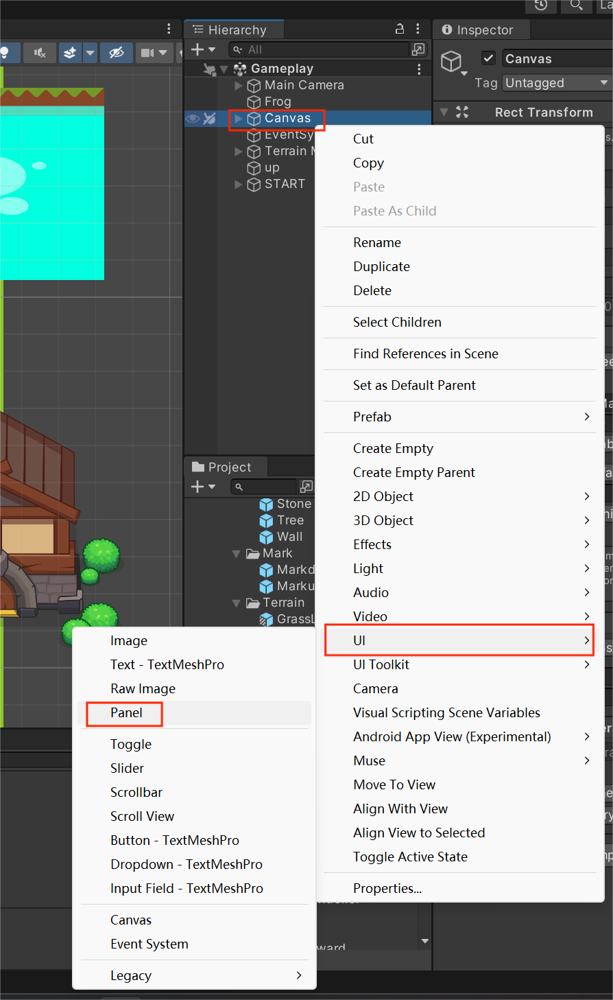 La
Hierarchy
Inspector
All
Gameplay
Canvas
Main Camera
Tag Untagged
Frog
Canvas
Rect Transform
EventSy
Terrain M
up
START
Cut
Copy
Paste
Paste As Child
Rename
Duplicate
Delete
Select Children
Find References in Scene
Set as Default Parent
Prefab
Create Empty
Create Empty Parent
2D Object
3D Object
Effects
Light
Audio
Video
UI
UI Toolkit
Camera
Visual Scripting Scene Variables
Android App View (Experimental)
Muse
Move To View
Align With View
Align View to Selected
Toggle Active State
Properties...
Project
Stone
Tree
Wall
Mark
Markd
Marku
Terrain
GrassL
Image
Text - TextMeshPro
Raw Image
Panel
Toggle
Slider
Scrollbar
Scroll View
Button - TextMeshPro
Dropdown - TextMeshPro
Input Field - TextMeshPro
Canvas
Event System
Legacy
ward